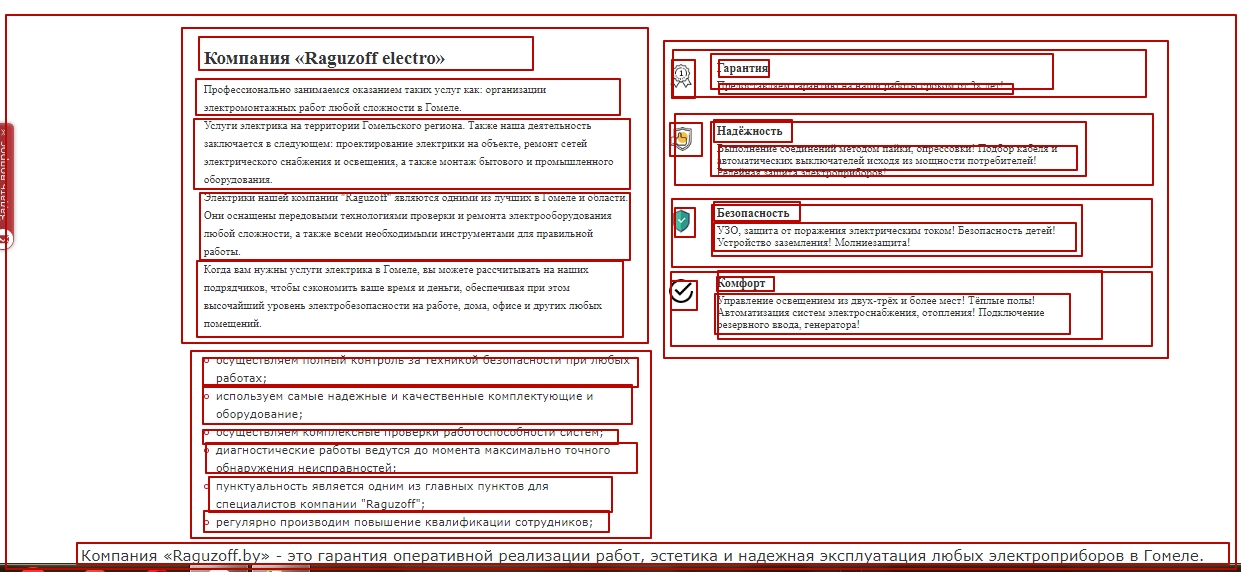 Компания «Raguzoff electro»
Профессионально занимаемся оказанием таких услуг как: организации
электромонтажных работ любой сложности в Гомеле.
Услуги электрика на территории Гомельского региона. Также наша деятельность
заключается в следующем: проектирование электрики на объекте, ремонт сетей
электрического снабжения и освещения, а также монтаж бытового и промышленного
оборудования.
Электрики нашей компании "Raguzoff" являются одними из лучших в Гомеле и области.
Они оснащены передовыми технологиями проверки и ремонта электрооборудования
любой сложности, а также всеми необходимыми инструментами для правильной
работы.
Когда вам нужны услуги электрика в Гомеле, вы можете рассчитывать на наших
подрядчиков, чтобы сэкономить ваше время и деньги, обеспечивая при этом
высочайший уровень электробезопасности на работе, дома, офисе и других любых
помещений.
осуществляем полный контроль за техникой безопасности при любых
работах;
используем самые надежные и качественные комплектующие и
оборудование;
осуществляем комплексные проверки работоспособности систем;
диагностические работы ведутся до момента максимально точного
обнаружения неисправностей;
пунктуальность является одним из главных пунктов для
специалистов компании "Raguzoff";
регулярно производим повышение квалификации сотрудников;
Гарантия
Предоставляем гарантию на наши работы сроком от 3х лет!
Надёжность
Выполнение соединений методом пайки, опрессовки! Подбор кабеля и
автоматических выключателей исходя из мощности потребителей!
Релейная защита электроприборов!
Безопасность
УЗО, защита от поражения электрическим током! Безопасность детей!
Устройство заземления! Молниезащита!
Комфорт
Управление освещением из двух-трёх и более мест! Тёплые полы!
Автоматизация систем электроснабжения, отопления! Подключение
резервного ввода, генератора!
Компания «Raguzoff.by» - это гарантия оперативной реализации работ, эстетика и надежная эксплуатация любых электроприборов в Гомеле.
Задать вопрос